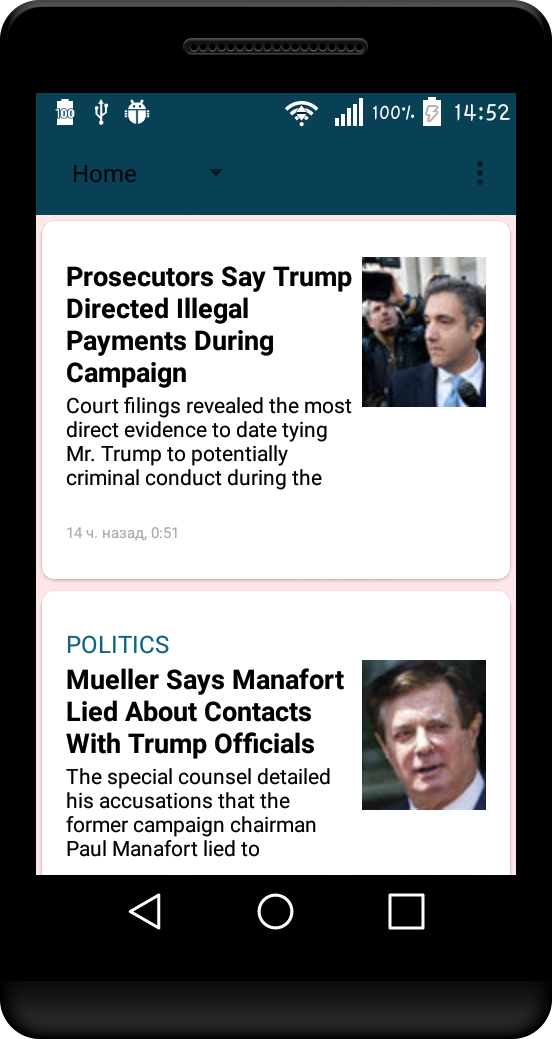 100 100% 14:52
Home
Prosecutors Say Trump
Directed Illegal
Payments During
Campaign
Court filings revealed the most
direct evidence to date tying
Mr. Trump to potentially
criminal conduct during the
14 ч. назад, 0:51
POLITICS
Mueller Says Manafort
Lied About Contacts
With Trump Officials
The special counsel detailed
his accusations that the
former campaign chairman
Paul Manafort lied to